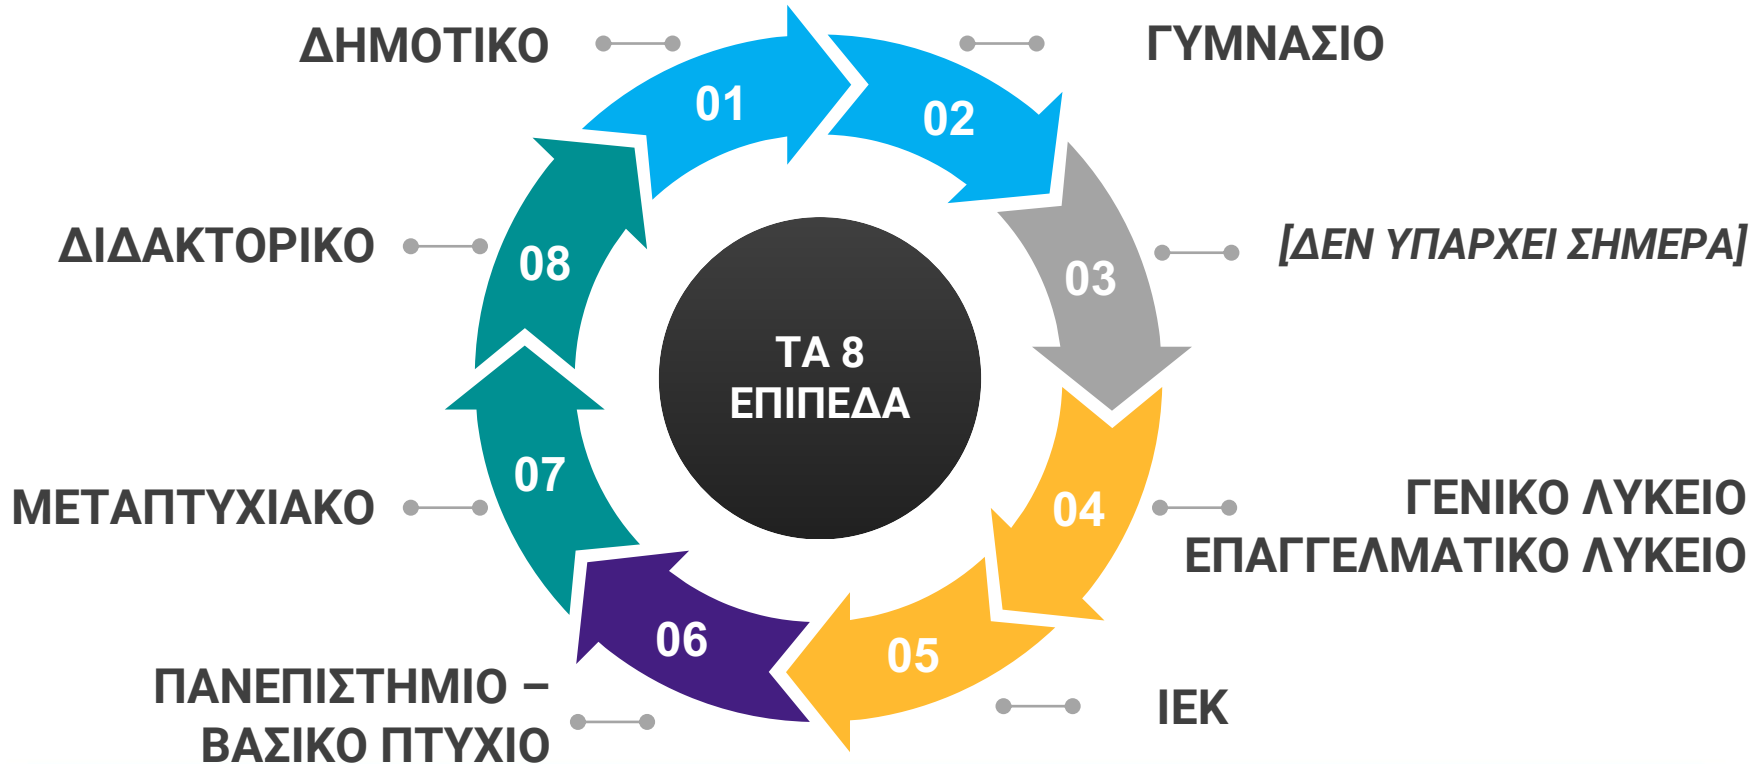 ΔΗΜΟΤΙΚΟ
01
ΓΥΜΝΑΣΙΟ
02
[ΔΕΝ ΥΠΑΡΧΕΙ ΣΗΜΕΡΑ]
03
ΓΕΝΙΚΟ ΛΥΚΕΙΟ
ΕΠΑΓΓΕΛΜΑΤΙΚΟ ΛΥΚΕΙΟ
04
ΙΕΚ
05
ΠΑΝΕΠΙΣΤΗΜΙΟ –
ΒΑΣΙΚΟ ΠΤΥΧΙΟ
06
ΜΕΤΑΠΤΥΧΙΑΚΟ
07
ΔΙΔΑΚΤΟΡΙΚΟ
08
ΤΑ 8
ΕΠΙΠΕΔΑ